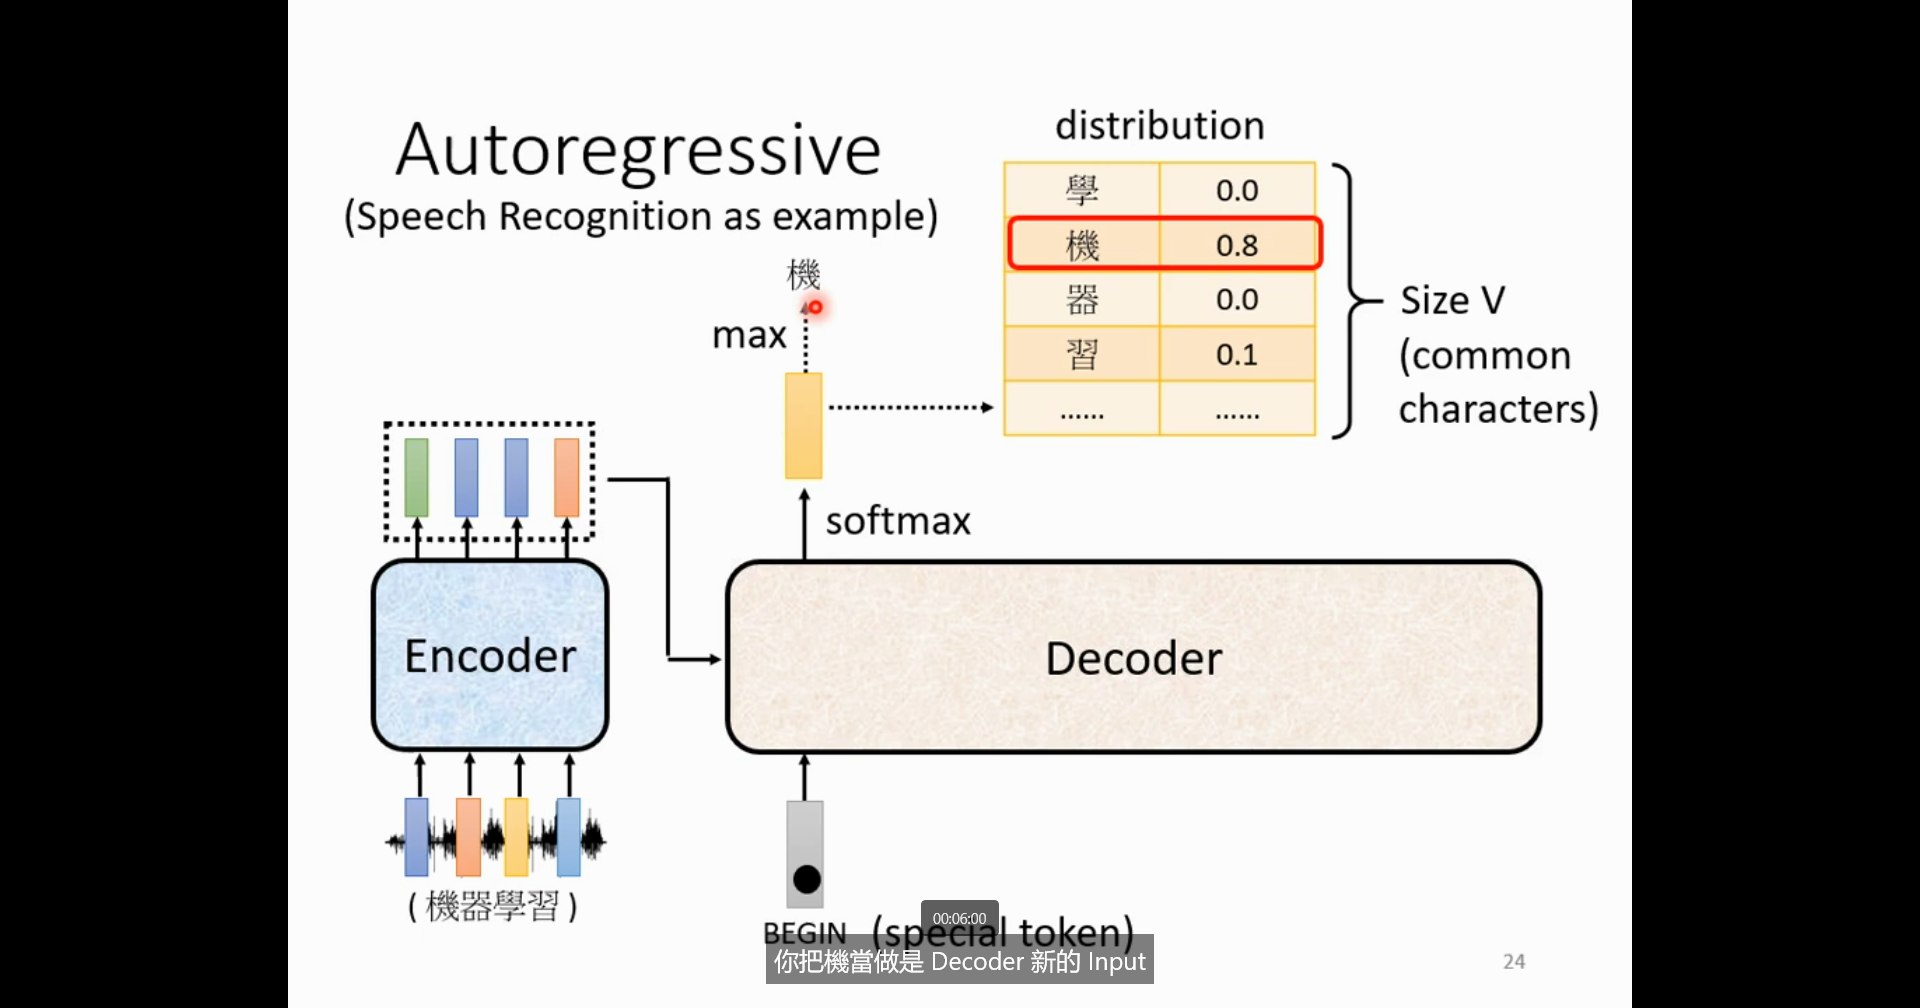 Autoregressive
(Speech Recognition as example)
distribution
學 0.0
機 0.8
器 0.0
習 0.1
...... ......
Size V
(common
characters)
機
max
softmax
Encoder
Decoder
(機器學習)
BEGIN (special token)
00:06:00
你把機當做是 Decoder 新的 Input
24